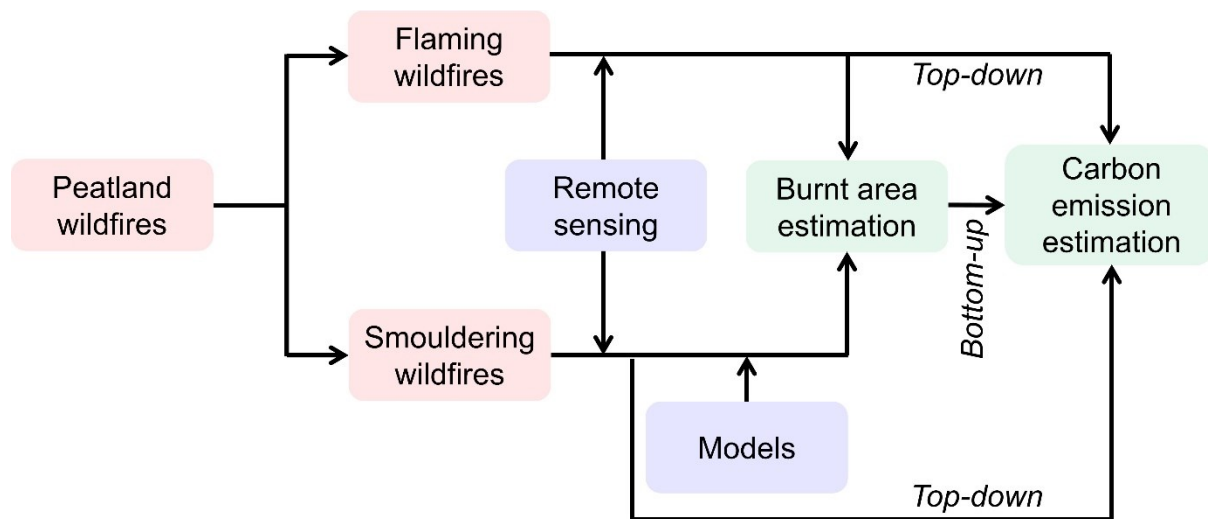 Flaming
wildfires
Top-down
Peatland
wildfires
Remote
sensing
Burnt area
estimation
Carbon
emission
estimation
Bottom-up
Smouldering
wildfires
Models
Top-down